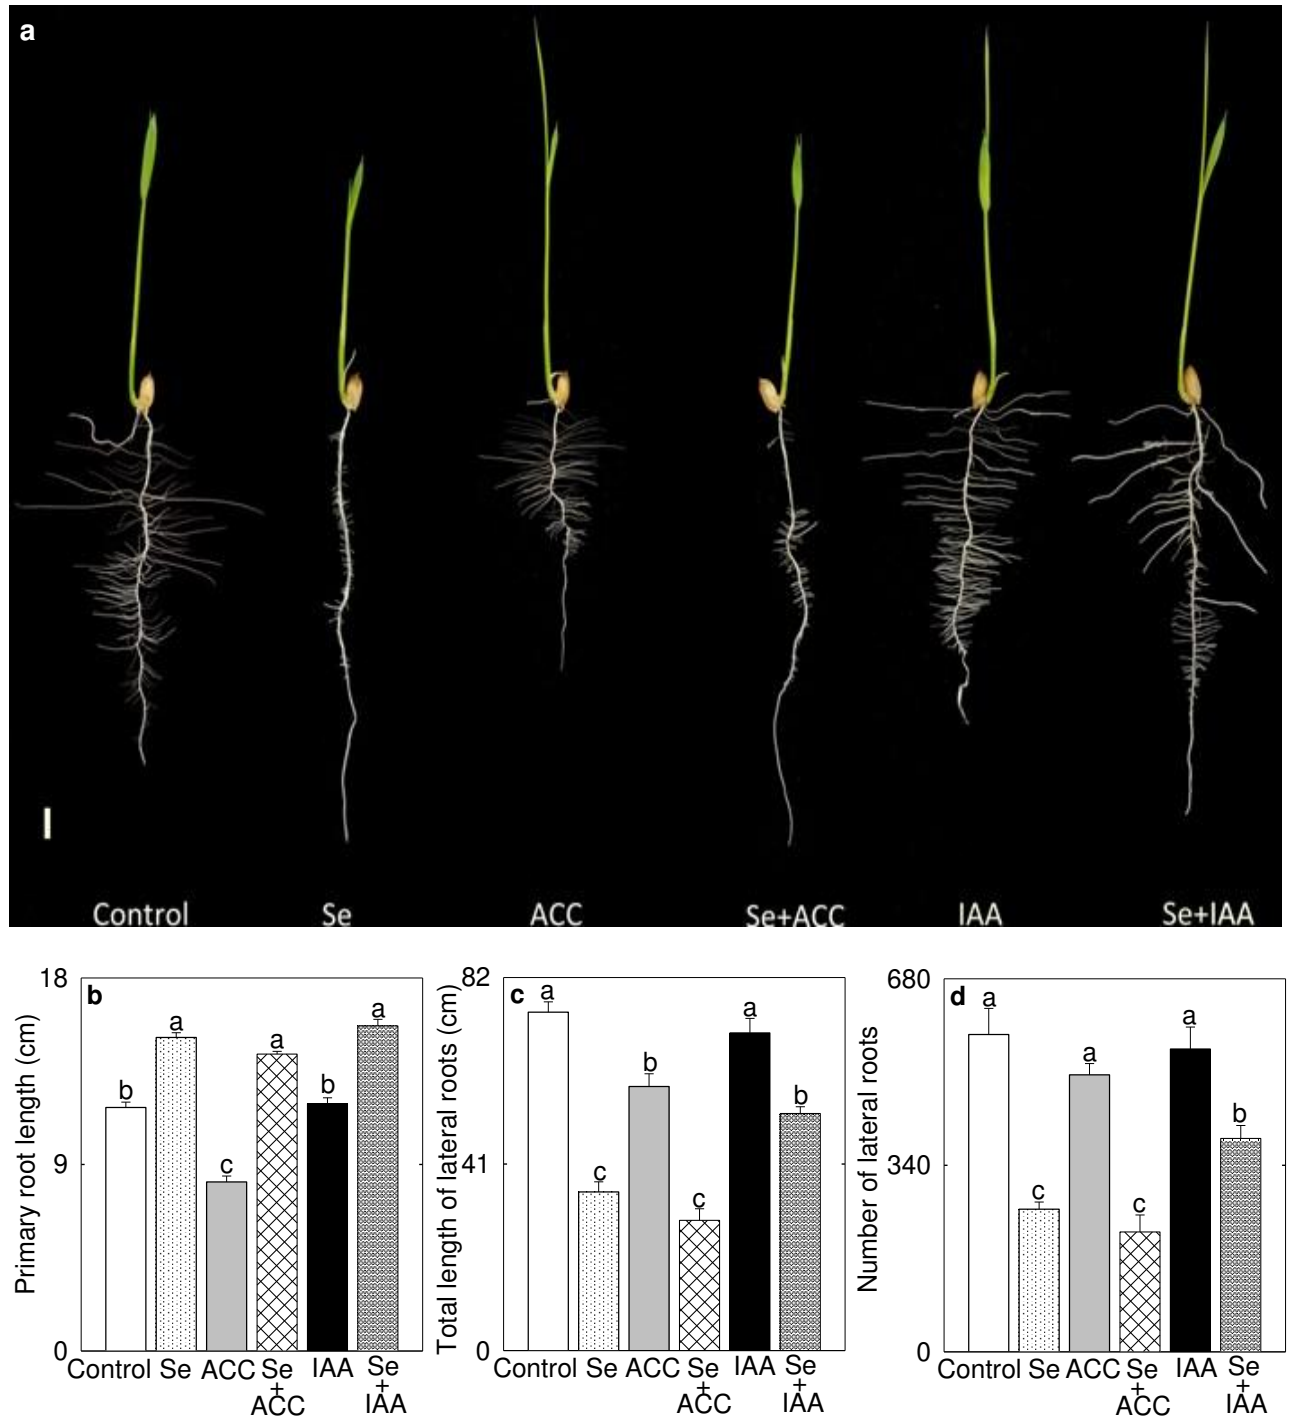 a
Control Se ACC Se+ACC IAA Se+IAA
b
18
9
0
Primary root length (cm)
b a c a b a
Control Se ACC Se + ACC IAA Se + IAA
c
82
41
0
Total length of lateral roots (cm)
a c b c a b
Control Se ACC Se + ACC IAA Se + IAA
d
680
340
0
Number of lateral roots
a c a c a b
Control Se ACC Se + ACC IAA Se + IAA